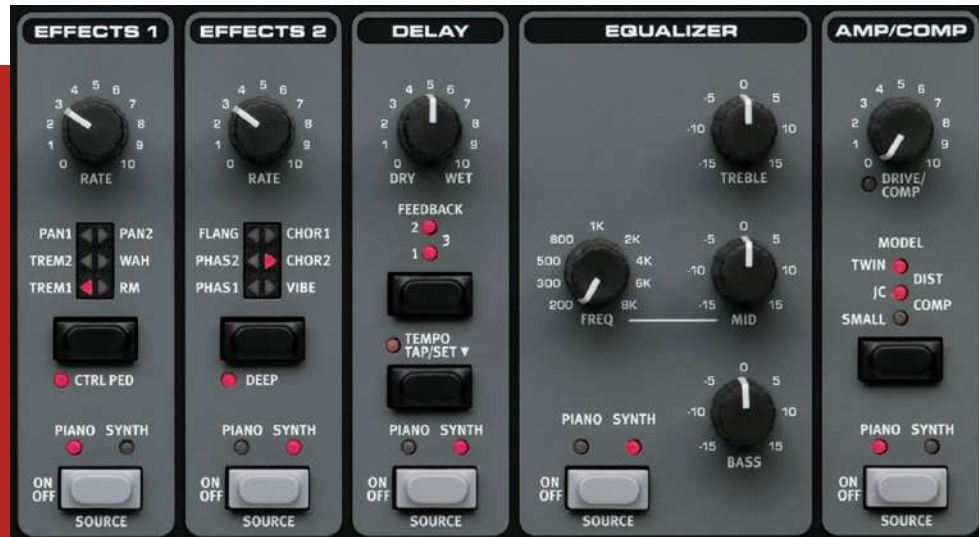 EFFECTS 1
3 4 5 6 7
2 8
1 9
0 10
RATE
PAN1 PAN2
TREM2 WAH
TREM1 RM
CTRL PED
PIANO SYNTH
ON
OFF
SOURCE
EFFECTS 2
3 4 5 6 7
2 8
1 9
0 10
RATE
FLANG CHOR1
PHAS2 CHOR2
PHAS1 VIBE
DEEP
PIANO SYNTH
ON
OFF
SOURCE
DELAY
3 4 5 6 7
2 8
1 9
0 10
DRY WET
FEEDBACK
2
3
1
TEMPO
TAP/SET ▼
PIANO SYNTH
ON
OFF
SOURCE
EQUALIZER
0
-5 5
-10 10
-15 15
TREBLE
1K
800 2K
500 4K
300 6K
200 8K
FREQ
0
-5 5
-10 10
-15 15
MID
0
-5 5
-10 10
-15 15
BASS
PIANO SYNTH
ON
OFF
SOURCE
AMP/COMP
3 4 5 6 7
2 8
1 9
0 10
DRIVE/
COMP
MODEL
TWIN
DIST
JC
COMP
SMALL
PIANO SYNTH
ON
OFF
SOURCE